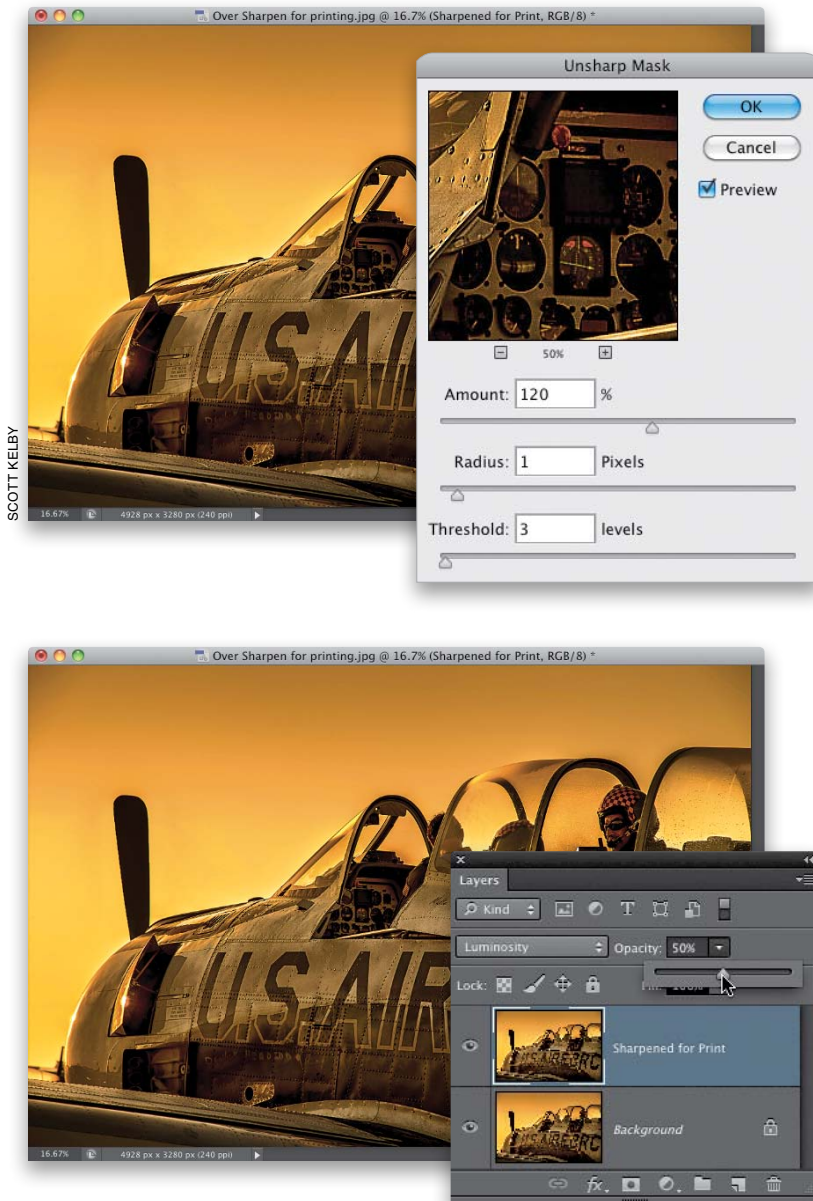 Over Sharpen for printing.jpg @ 16.7% (Sharpened for Print, RGB/8) *
Unsharp Mask
OK
Cancel
Preview
50%
Amount: 120 %
Radius: 1 Pixels
Threshold: 3 levels
U.S.AI
16.67% 4928 px x 3280 px (240 ppi)
SCOTT KELBY
Over Sharpen for printing.jpg @ 16.7% (Sharpened for Print, RGB/8) *
U.S.AIR
16.67% 4928 px x 3280 px (240 ppi)
Layers
Kind
Luminosity Opacity: 50%
Lock:
Sharpened for Print
Background
fx